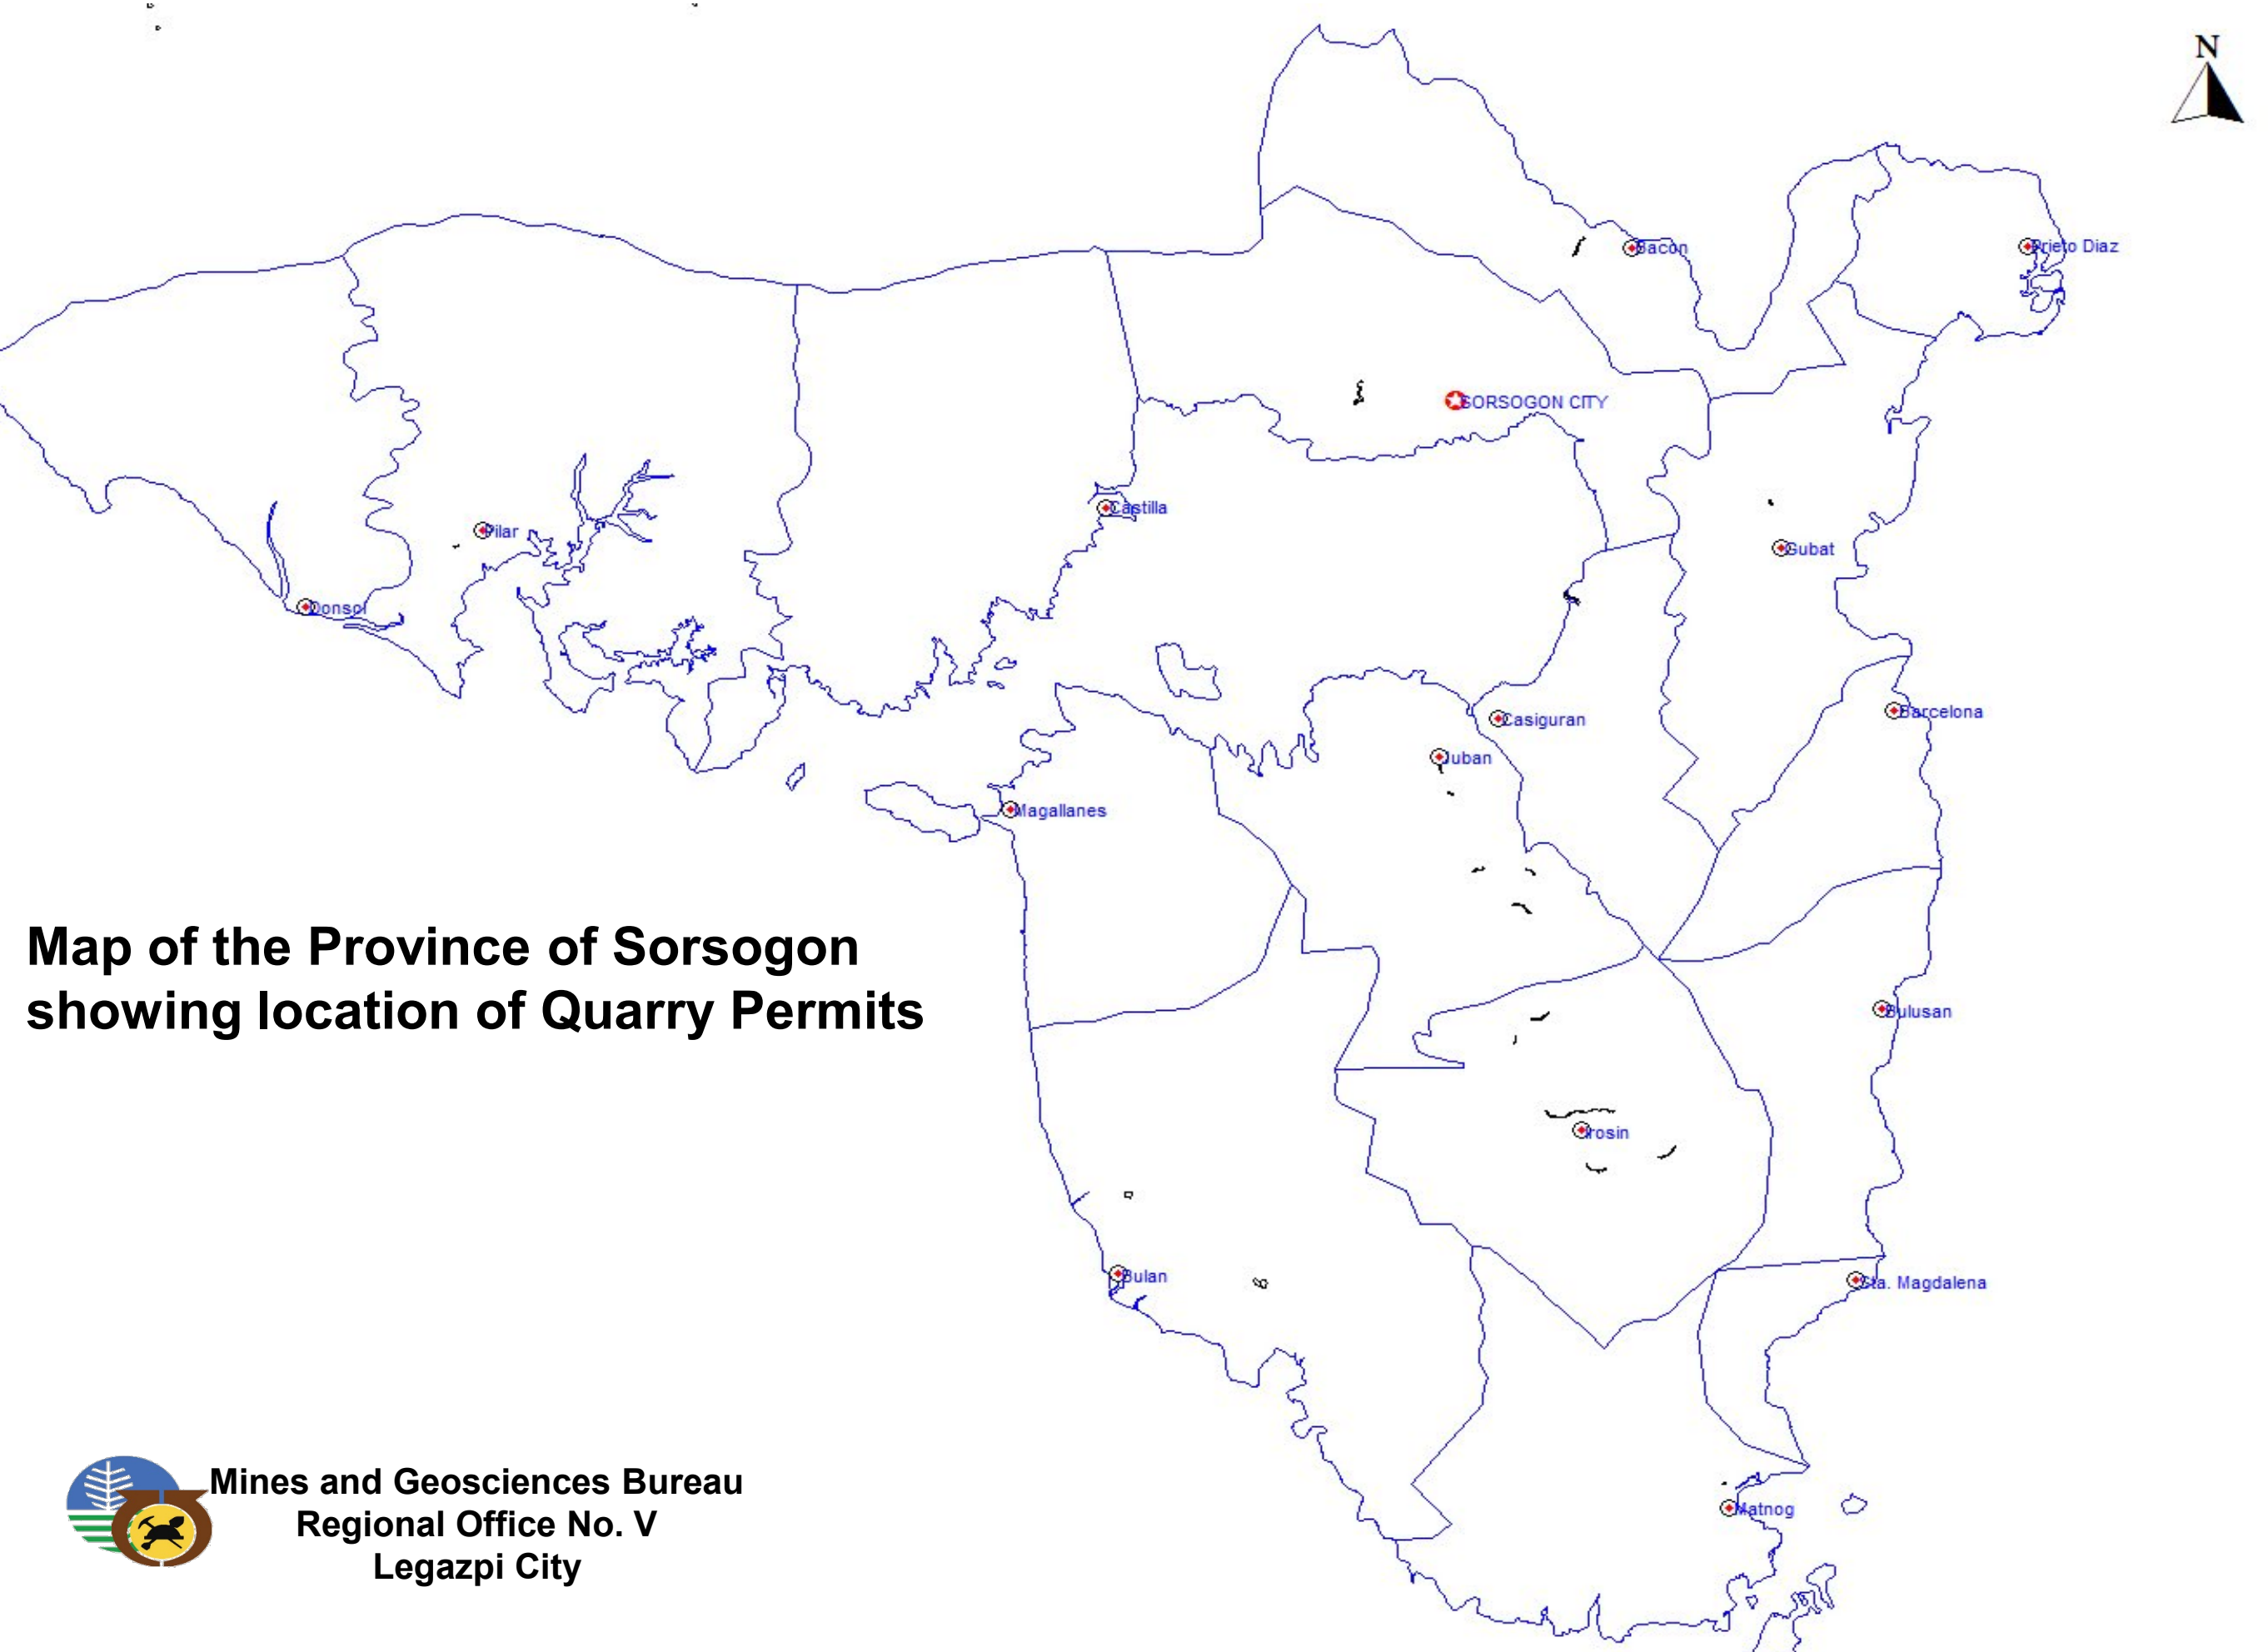 N
Bacon
Prieto Diaz
SORSOGON CITY
Castilla
Pilar
Gubat
Donsol
Barcelona
Casiguran
Juban
Magallanes
Map of the Province of Sorsogon
showing location of Quarry Permits
Bulusan
Irosin
Bulan
Sta. Magdalena
Matnog
Mines and Geosciences Bureau
Regional Office No. V
Legazpi City